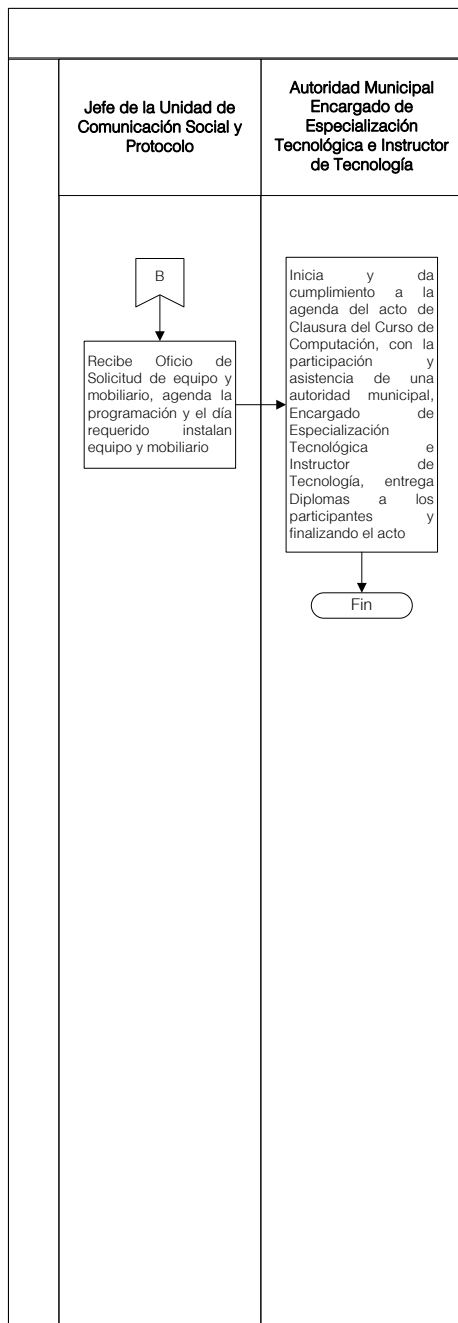 Jefe de la Unidad de
Comunicación Social y
Protocolo
Autoridad Municipal
Encargado de
Especialización
Tecnológica e Instructor
de Tecnología
B
Recibe Oficio de
Solicitud de equipo y
mobiliario, agenda la
programación y el día
requerido instalan
equipo y mobiliario
Inicia y da
cumplimiento a la
agenda del acto de
Clausura del Curso de
Computación, con la
participación y
asistencia de una
autoridad municipal,
Encargado de
Especialización
Tecnológica e
Instructor de
Tecnología, entrega
Diplomas a los
participantes y
finalizando el acto
Fin